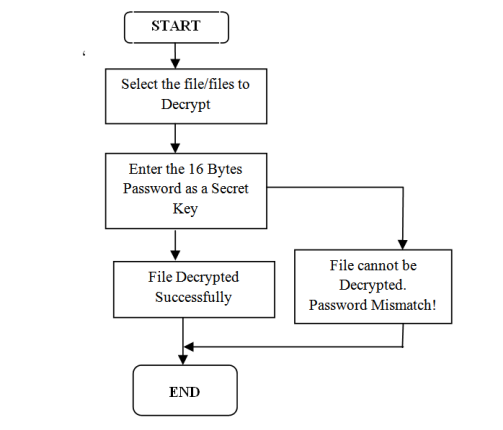 START
Select the file/files to
Decrypt
Enter the 16 Bytes
Password as a Secret
Key
File Decrypted
Successfully
File cannot be
Decrypted.
Password Mismatch!
END